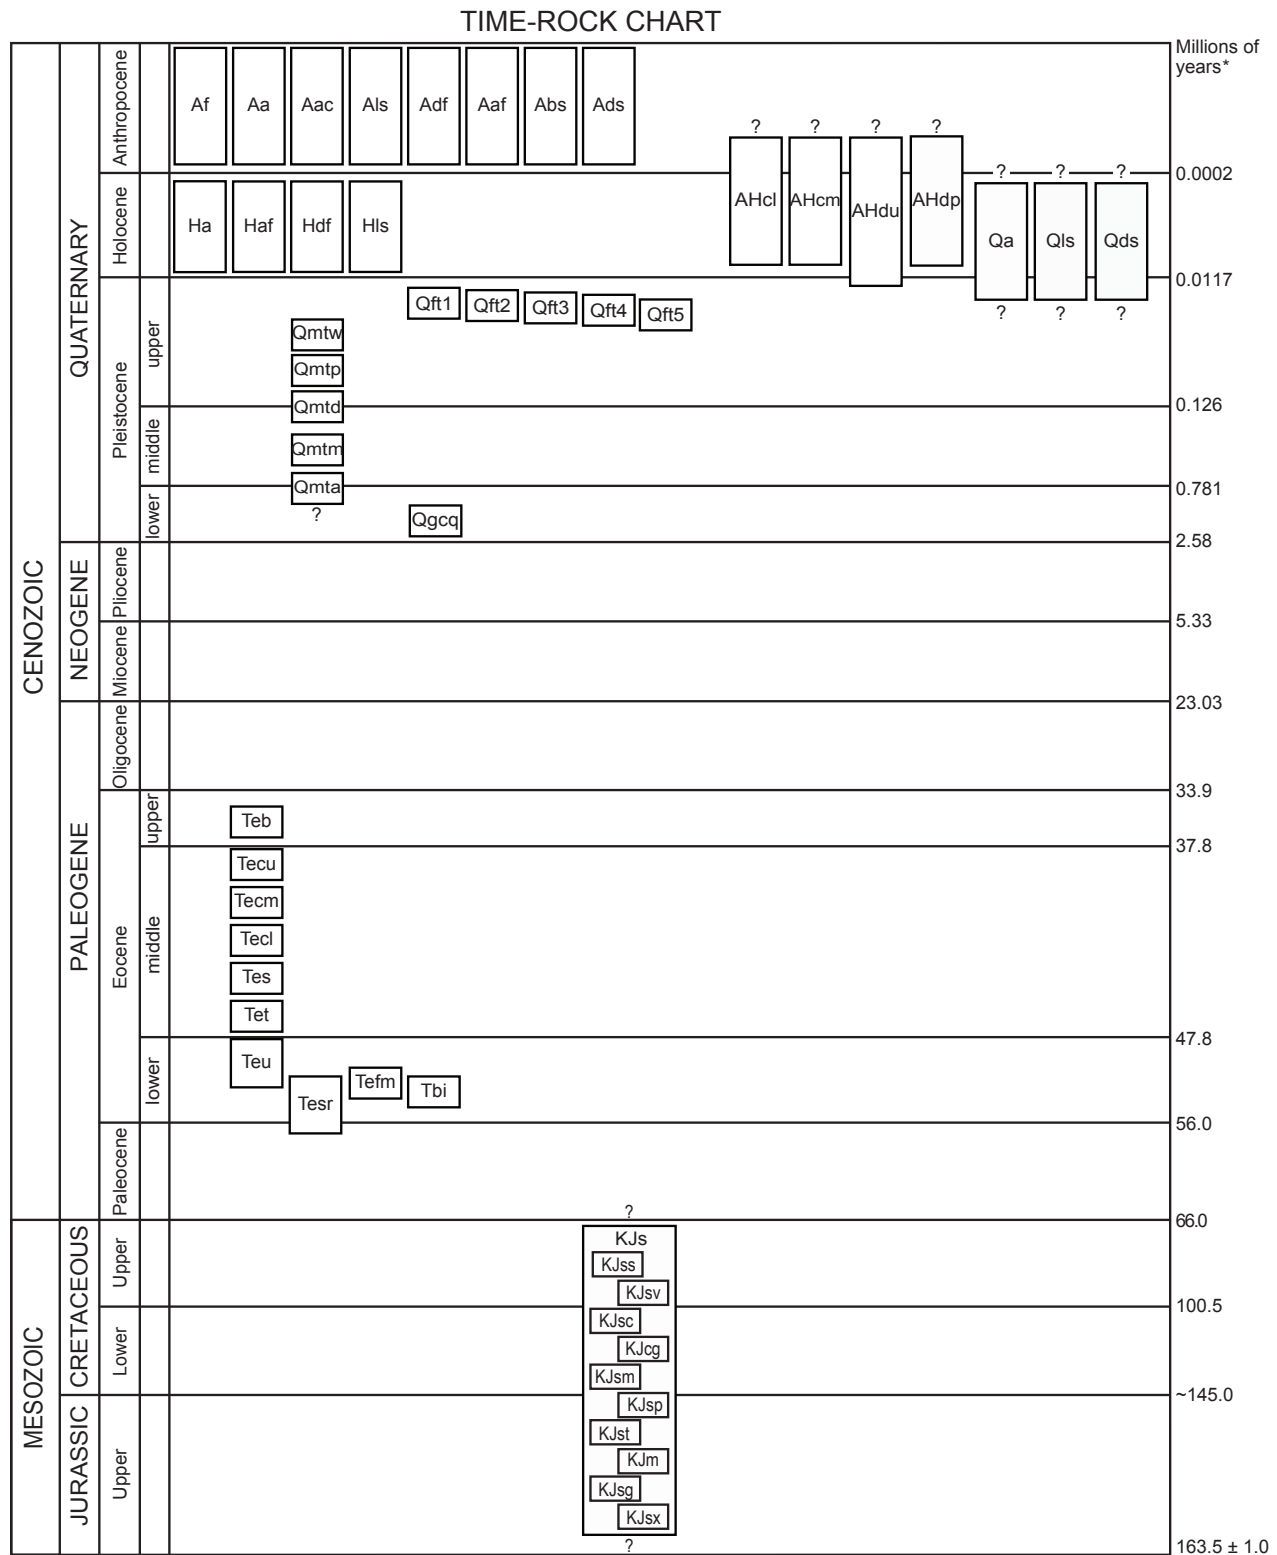 TIME-ROCK CHART
Millions of
years*
CENOZOIC
QUATERNARY
Anthropocene
Af
Aa
Aac
Als
Adf
Aaf
Abs
Ads
?
?
?
?
AHcl
AHcm
AHdu
AHdp
0.0002
Holocene
Ha
Haf
Hdf
Hls
?
?
?
Qa
Qls
Qds
?
?
?
0.0117
Pleistocene
upper
Qft1
Qft2
Qft3
Qft4
Qft5
Qmtw
Qmtp
Qmtd
0.126
middle
Qmtm
Qmta
?
0.781
lower
Qgcq
2.58
NEOGENE
Pliocene
5.33
Miocene
23.03
PALEOGENE
Oligocene
33.9
Eocene
upper
Teb
37.8
middle
Tecu
Tecm
Tecl
Tes
Tet
47.8
lower
Teu
Tesr
Tefm
Tbi
56.0
Paleocene
?
66.0
MESOZOIC
CRETACEOUS
Upper
KJs
KJss
KJsv
100.5
Lower
KJsc
KJcg
KJsm
~145.0
JURASSIC
Upper
KJsp
KJst
KJm
KJsg
KJsx
?
163.5 ± 1.0